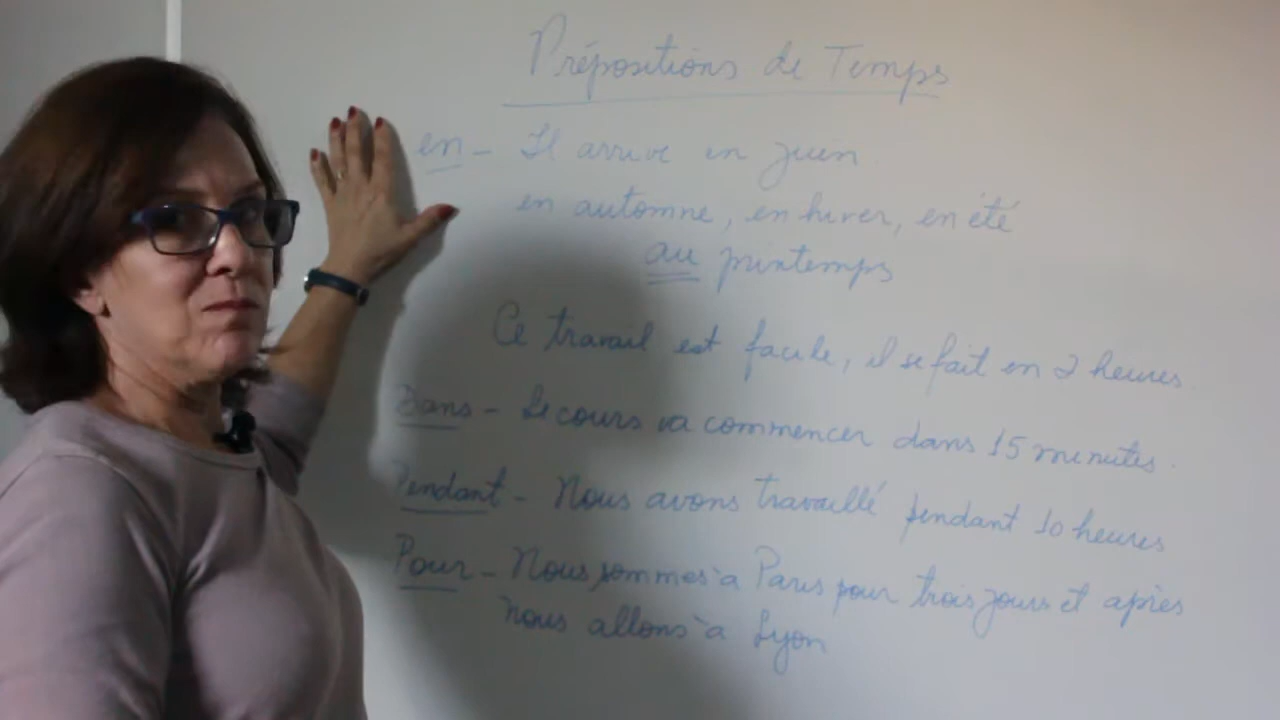 Prépositions de Temps
en - Il arrive en juin.
en automne, en hiver, en été
au printemps
Ce travail est facile, il se fait en 2 heures.
Dans - Le cours va commencer dans 15 minutes.
Pendant - Nous avons travaillé pendant 10 heures
Pour - Nous sommes à Paris pour trois jours et après
nous allons à Lyon